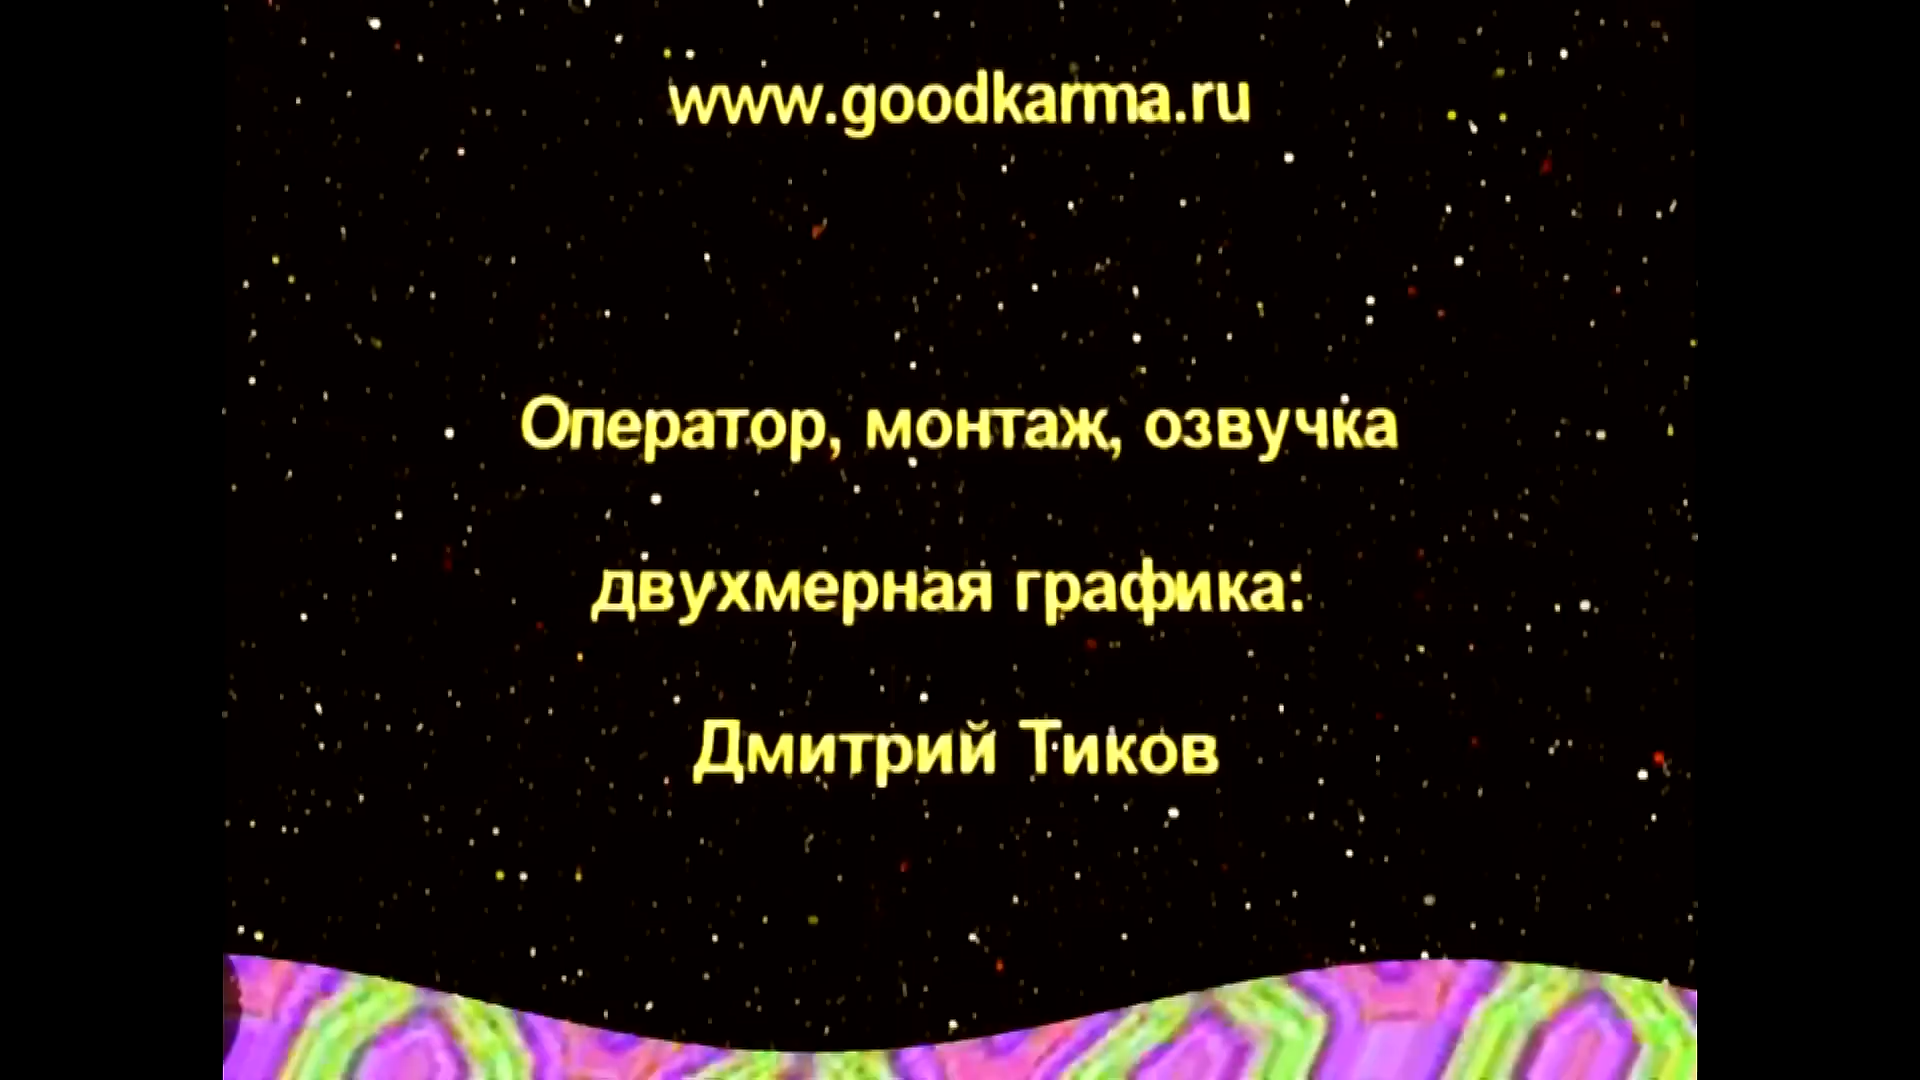 www.goodkarma.ru
Оператор, монтаж, озвучка
двухмерная графика:
Дмитрий Тиков